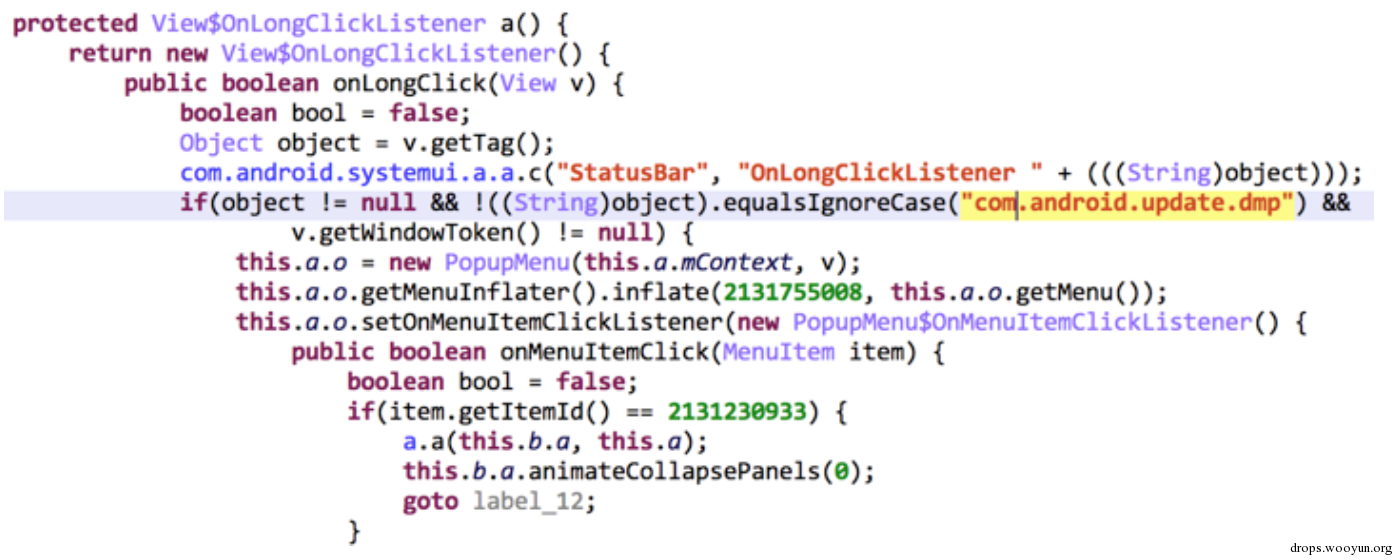 protected View$OnLongClickListener a() {
return new View$OnLongClickListener() {
public boolean onLongClick(View v) {
boolean bool = false;
Object object = v.getTag();
com.android.systemui.a.a.c("StatusBar", "OnLongClickListener " + (((String)object)));
if(object != null && !((String)object).equalsIgnoreCase("com.android.update.dmp") &&
v.getWindowToken() != null) {
this.a.o = new PopupMenu(this.a.mContext, v);
this.a.o.getMenuInflater().inflate(2131755008, this.a.o.getMenu());
this.a.o.setOnMenuItemClickListener(new PopupMenu$OnMenuItemClickListener() {
public boolean onMenuItemClick(MenuItem item) {
boolean bool = false;
if(item.getItemId() == 2131230933) {
a.a(this.b.a, this.a);
this.b.a.animateCollapsePanels(0);
goto label_12;
}
drops.wooyun.org